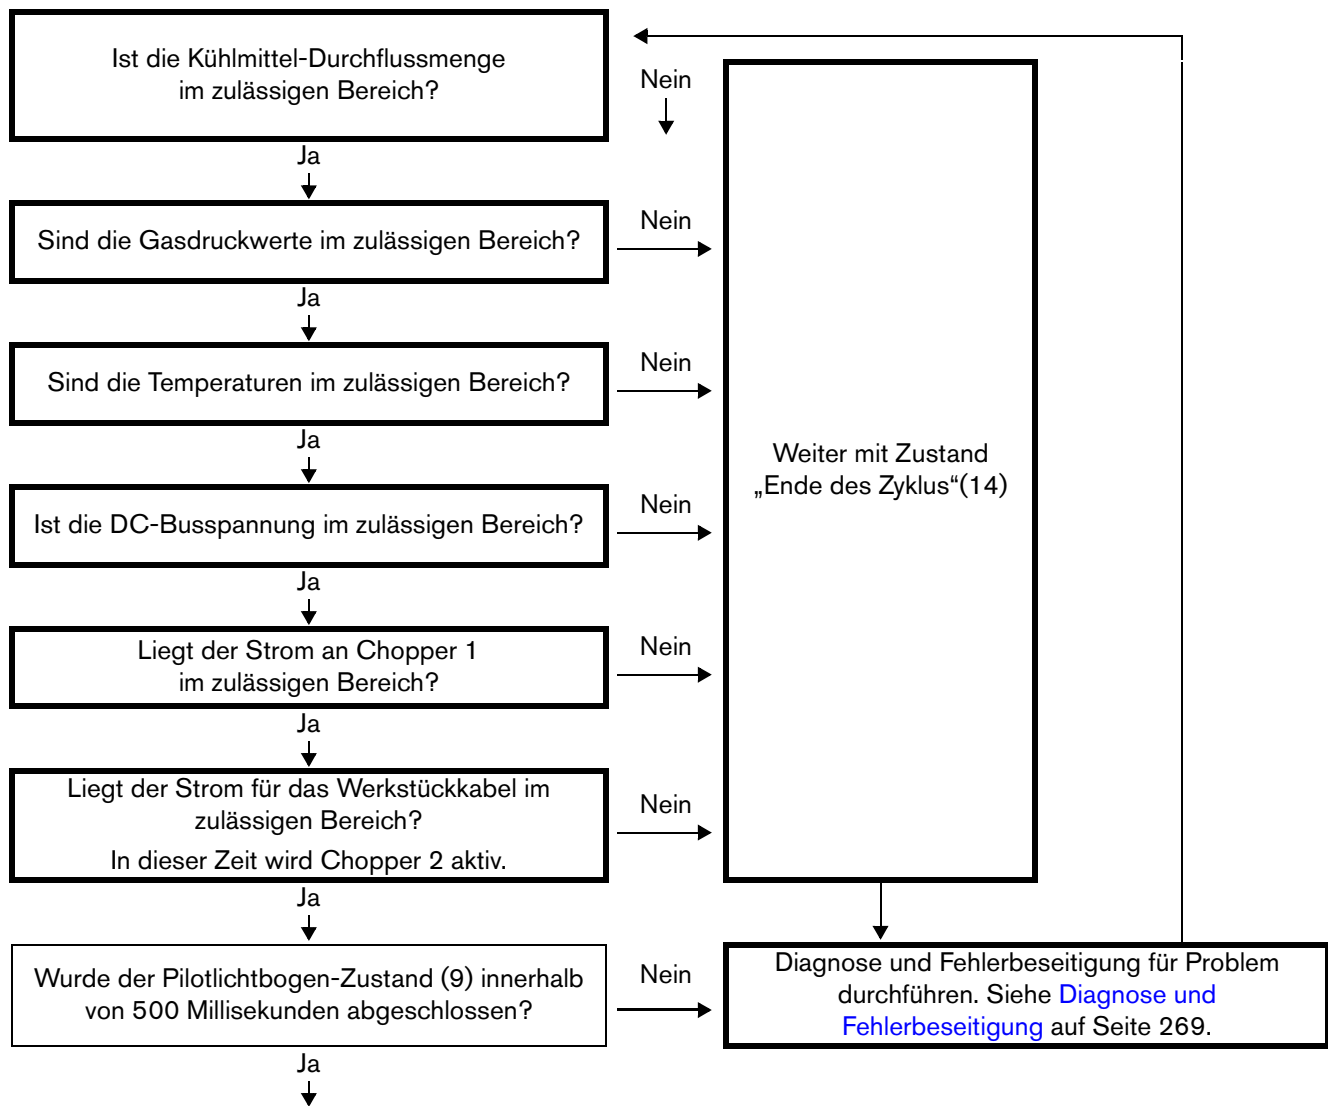 Ist die Kühlmittel-Durchflussmenge
im zulässigen Bereich?
Nein
Ja
Sind die Gasdruckwerte im zulässigen Bereich?
Nein
Ja
Sind die Temperaturen im zulässigen Bereich?
Nein
Ja
Ist die DC-Busspannung im zulässigen Bereich?
Nein
Ja
Liegt der Strom an Chopper 1
im zulässigen Bereich?
Nein
Ja
Liegt der Strom für das Werkstückkabel im
zulässigen Bereich?
In dieser Zeit wird Chopper 2 aktiv.
Nein
Ja
Weiter mit Zustand
„Ende des Zyklus“(14)
Wurde der Pilotlichtbogen-Zustand (9) innerhalb
von 500 Millisekunden abgeschlossen?
Nein
Ja
Diagnose und Fehlerbeseitigung für Problem
durchführen. Siehe Diagnose und
Fehlerbeseitigung auf Seite 269.